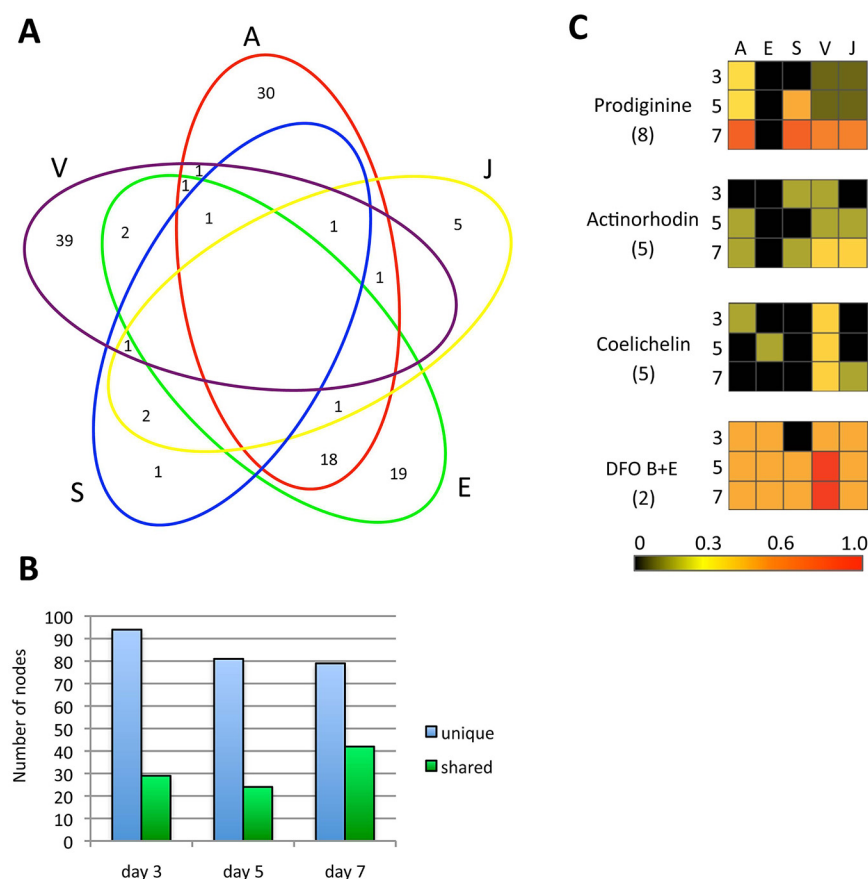 A
A
30
V
1
1
J
39
2
1
1
5
1
1
2
1
18
19
S
1
E
C
A E S V J
3
Prodiginine
5
(8)
7
3
Actinorhodin
5
(5)
7
3
Coelichelin
5
(5)
7
3
DFO B+E
5
(2)
7
0 0.3 0.6 1.0
B
Number of nodes
100
90
80
70
60
50
40
30
20
10
0
day 3 day 5 day 7
unique
shared